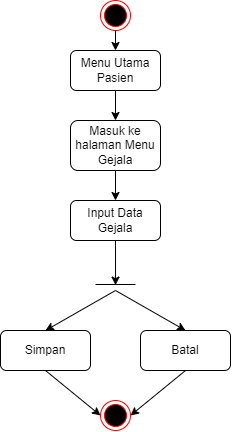 Menu Utama
Pasien
Masuk ke
halaman Menu
Gejala
Input Data
Gejala
Simpan
Batal